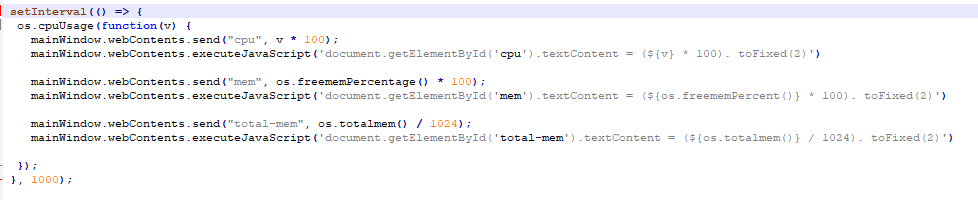 setInterval(() => {
os.cpuUsage(function(v) {
mainWindow.webContents.send("cpu", v * 100);
mainWindow.webContents.executeJavaScript('document.getElementById('cpu').textContent = (${v} * 100). toFixed(2)')
mainWindow.webContents.send("mem", os.freememPercentage() * 100);
mainWindow.webContents.executeJavaScript('document.getElementById('mem').textContent = (${os.freememPercent()} * 100). toFixed(2)')
mainWindow.webContents.send("total-mem", os.totalmem() / 1024);
mainWindow.webContents.executeJavaScript('document.getElementById('total-mem').textContent = (${os.totalmem()} / 1024). toFixed(2)')
});
}, 1000);